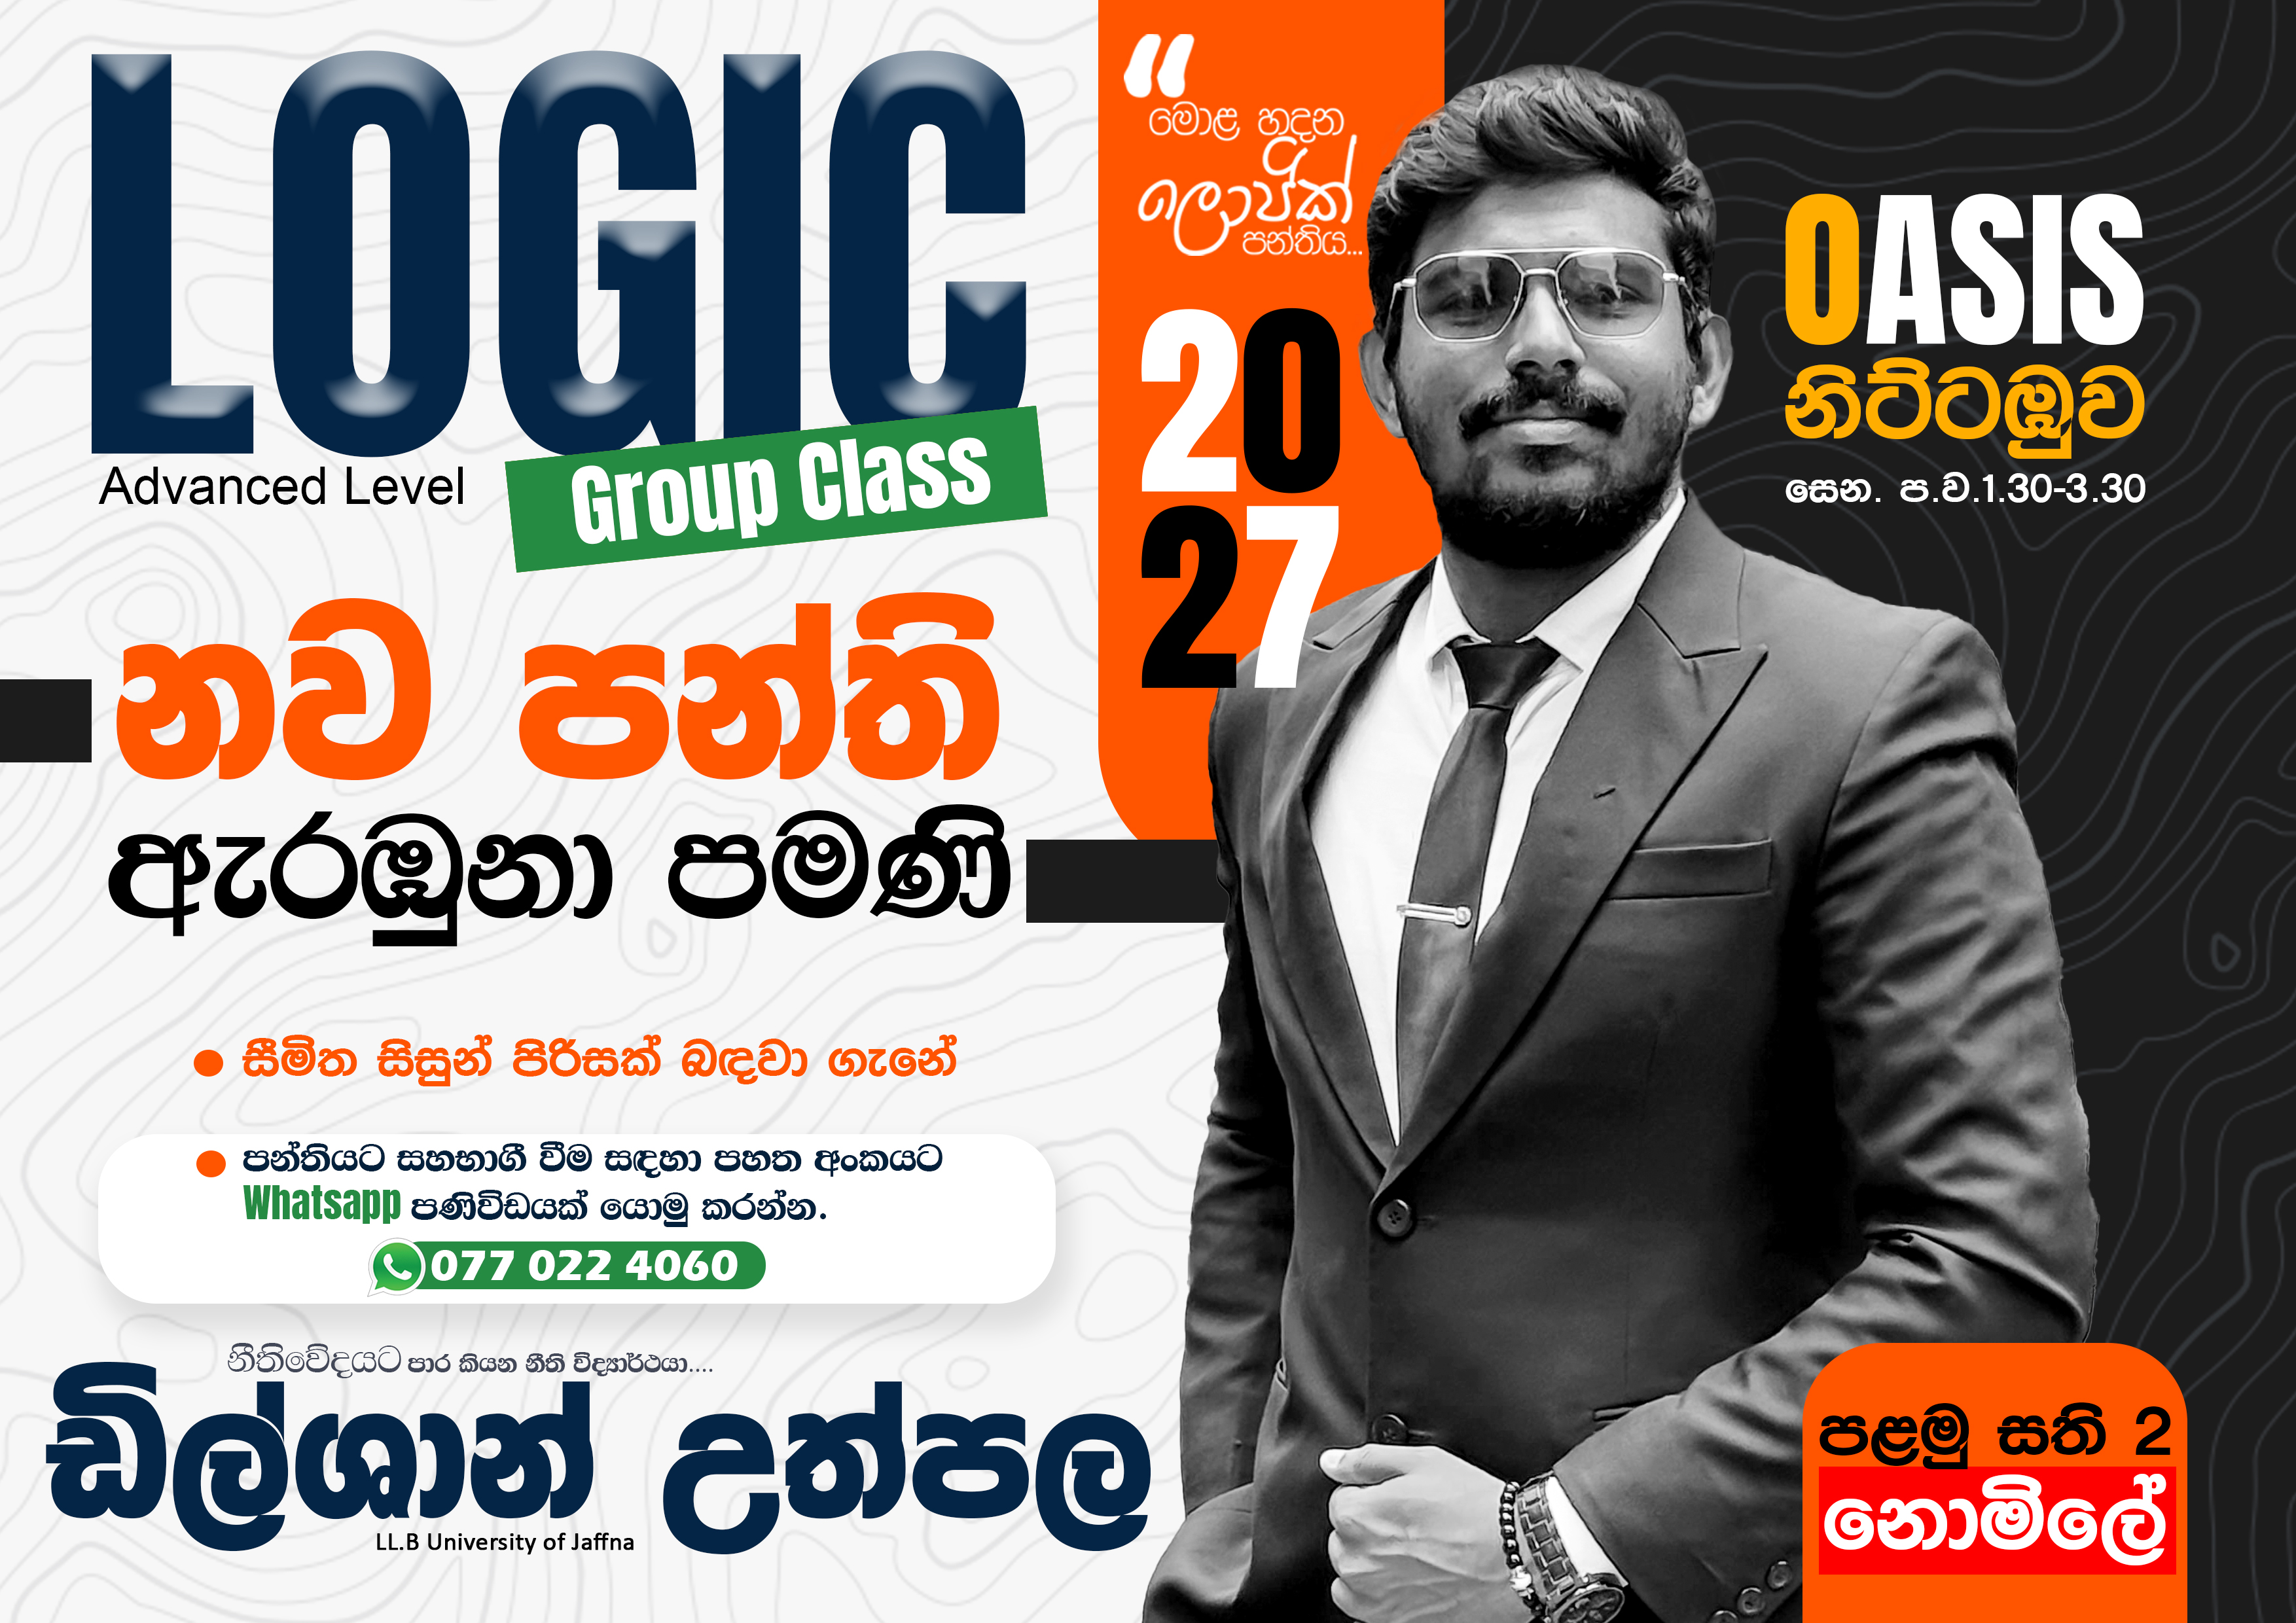 LOGIC
Advanced Level
Group Class
නව පන්ති
ඇරඹුනා පමණි
සීමිත සිසුන් පිරිසක් බඳවා ගැනේ
පන්තියට සහභාගී වීම සඳහා පහත අංකයට
Whatsapp පණිවිඩයක් යොමු කරන්න.
077 022 4060
නීතිවේදයට පාර කියන නීති විද්‍යාර්ථයා....
ඩිල්ශාන් උත්පල
LL.B University of Jaffna
“
මොළ හදන
ලොජික්
පන්තිය...
20
27
OASIS
නිට්ටඹුව
සෙන. ප.ව.1.30-3.30
පළමු සති 2
නොමිලේ